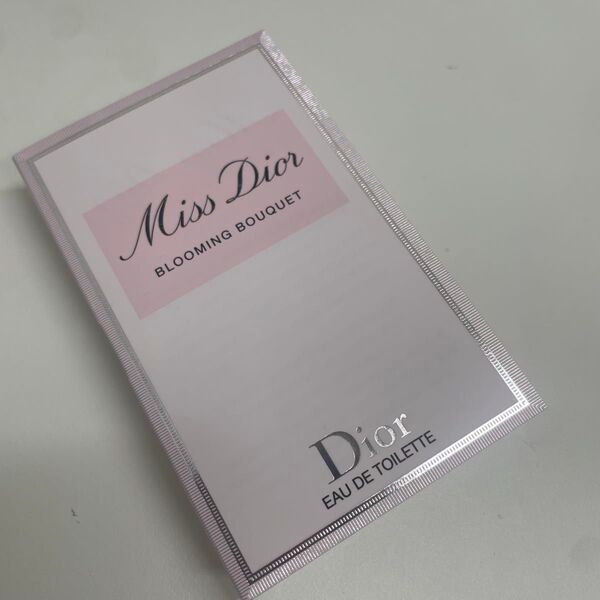 Miss Dior
BLOOMING BOUQUET
Dior
EAU DE TOILETTE